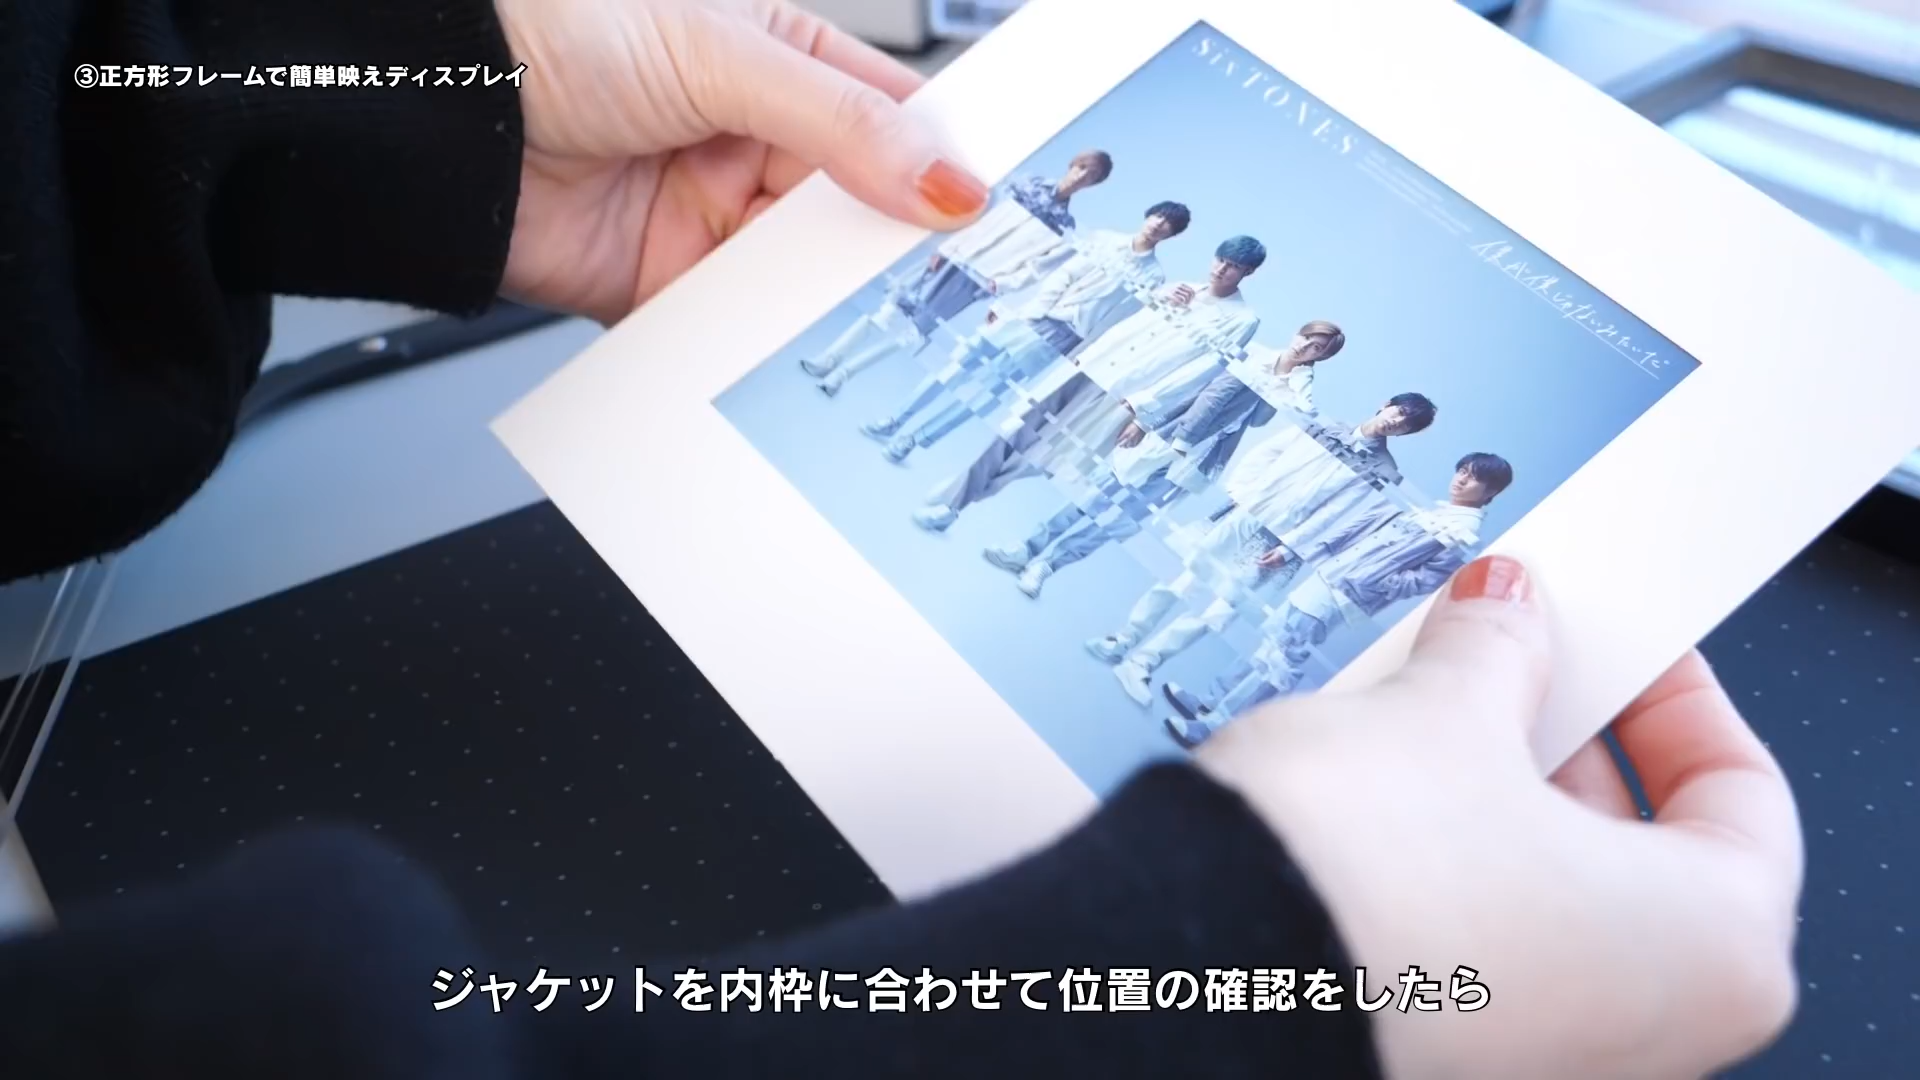 ③正方形フレームで簡単映えディスプレイ
SixTONES
僕が僕じゃないみたいだ
ジャケットを内枠に合わせて位置の確認をしたら